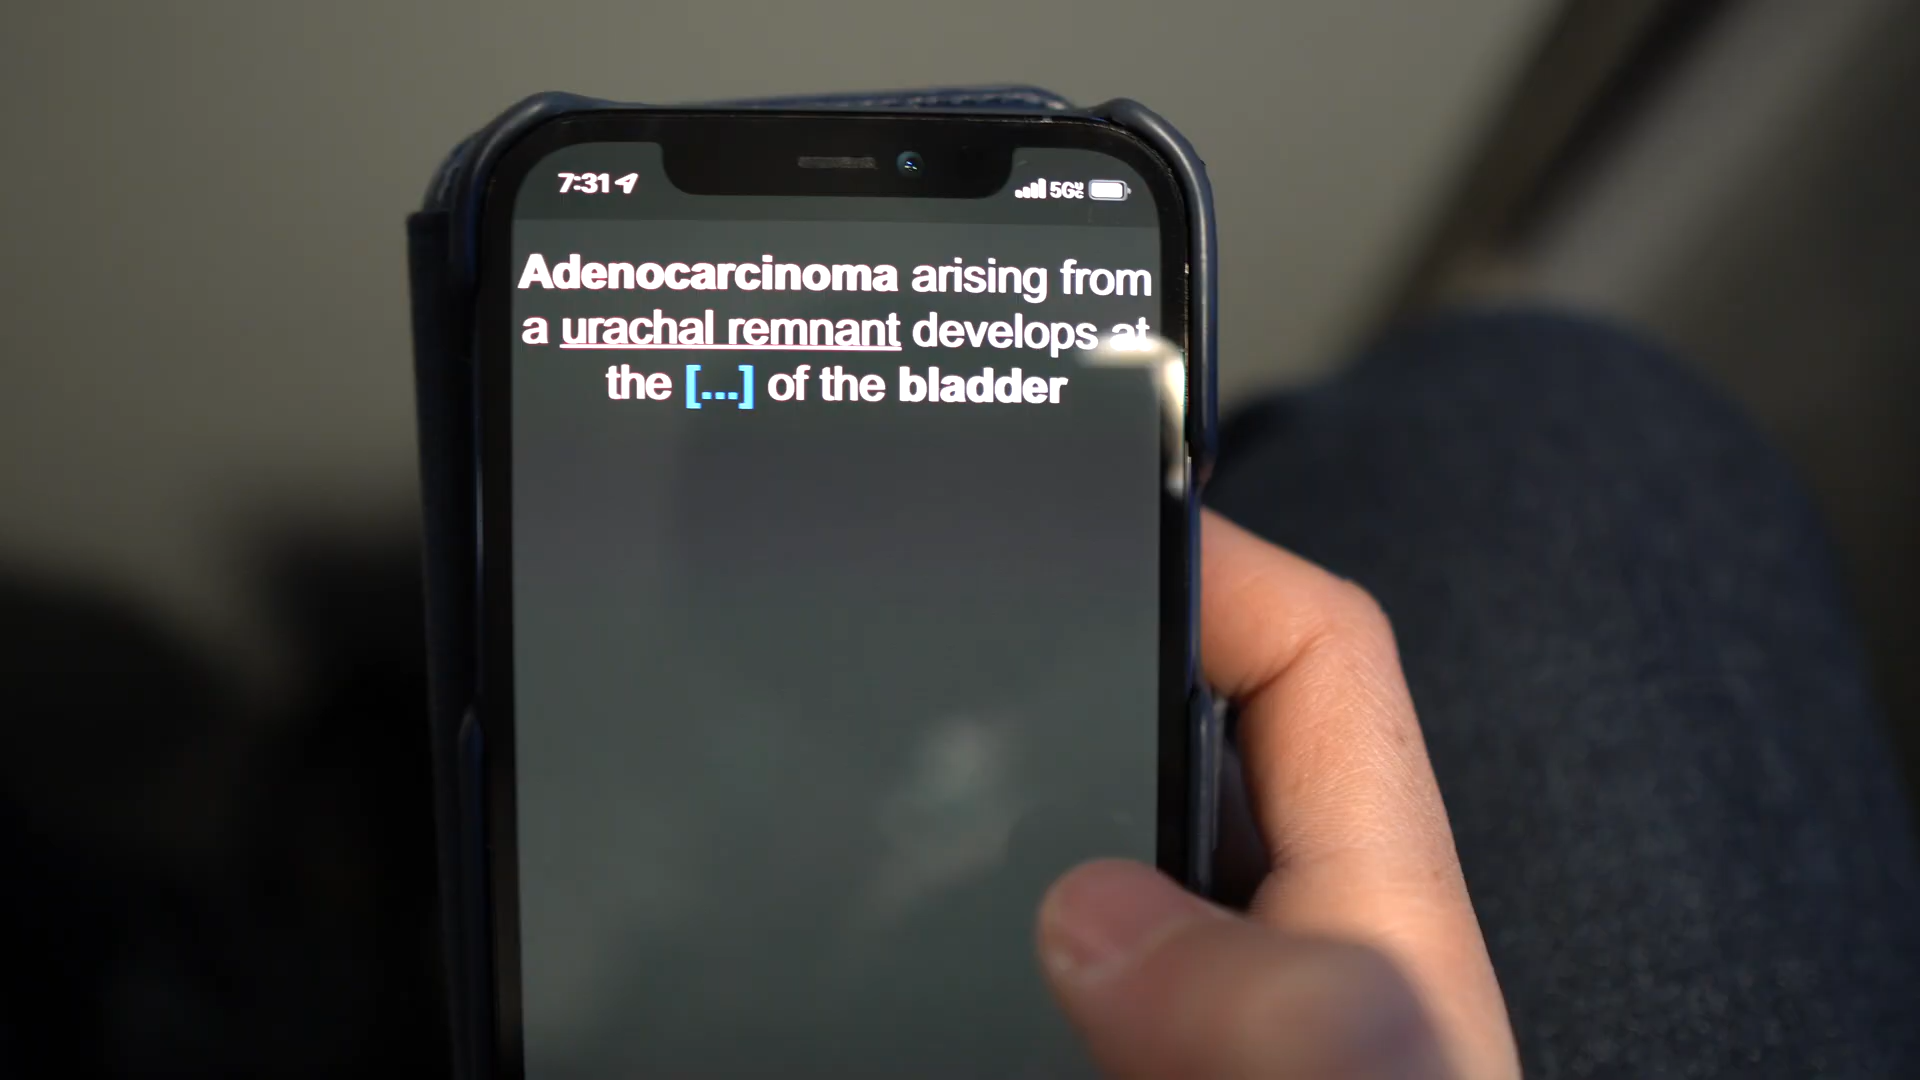 7:31
5G
Adenocarcinoma arising from
a urachal remnant develops at
the [...] of the bladder